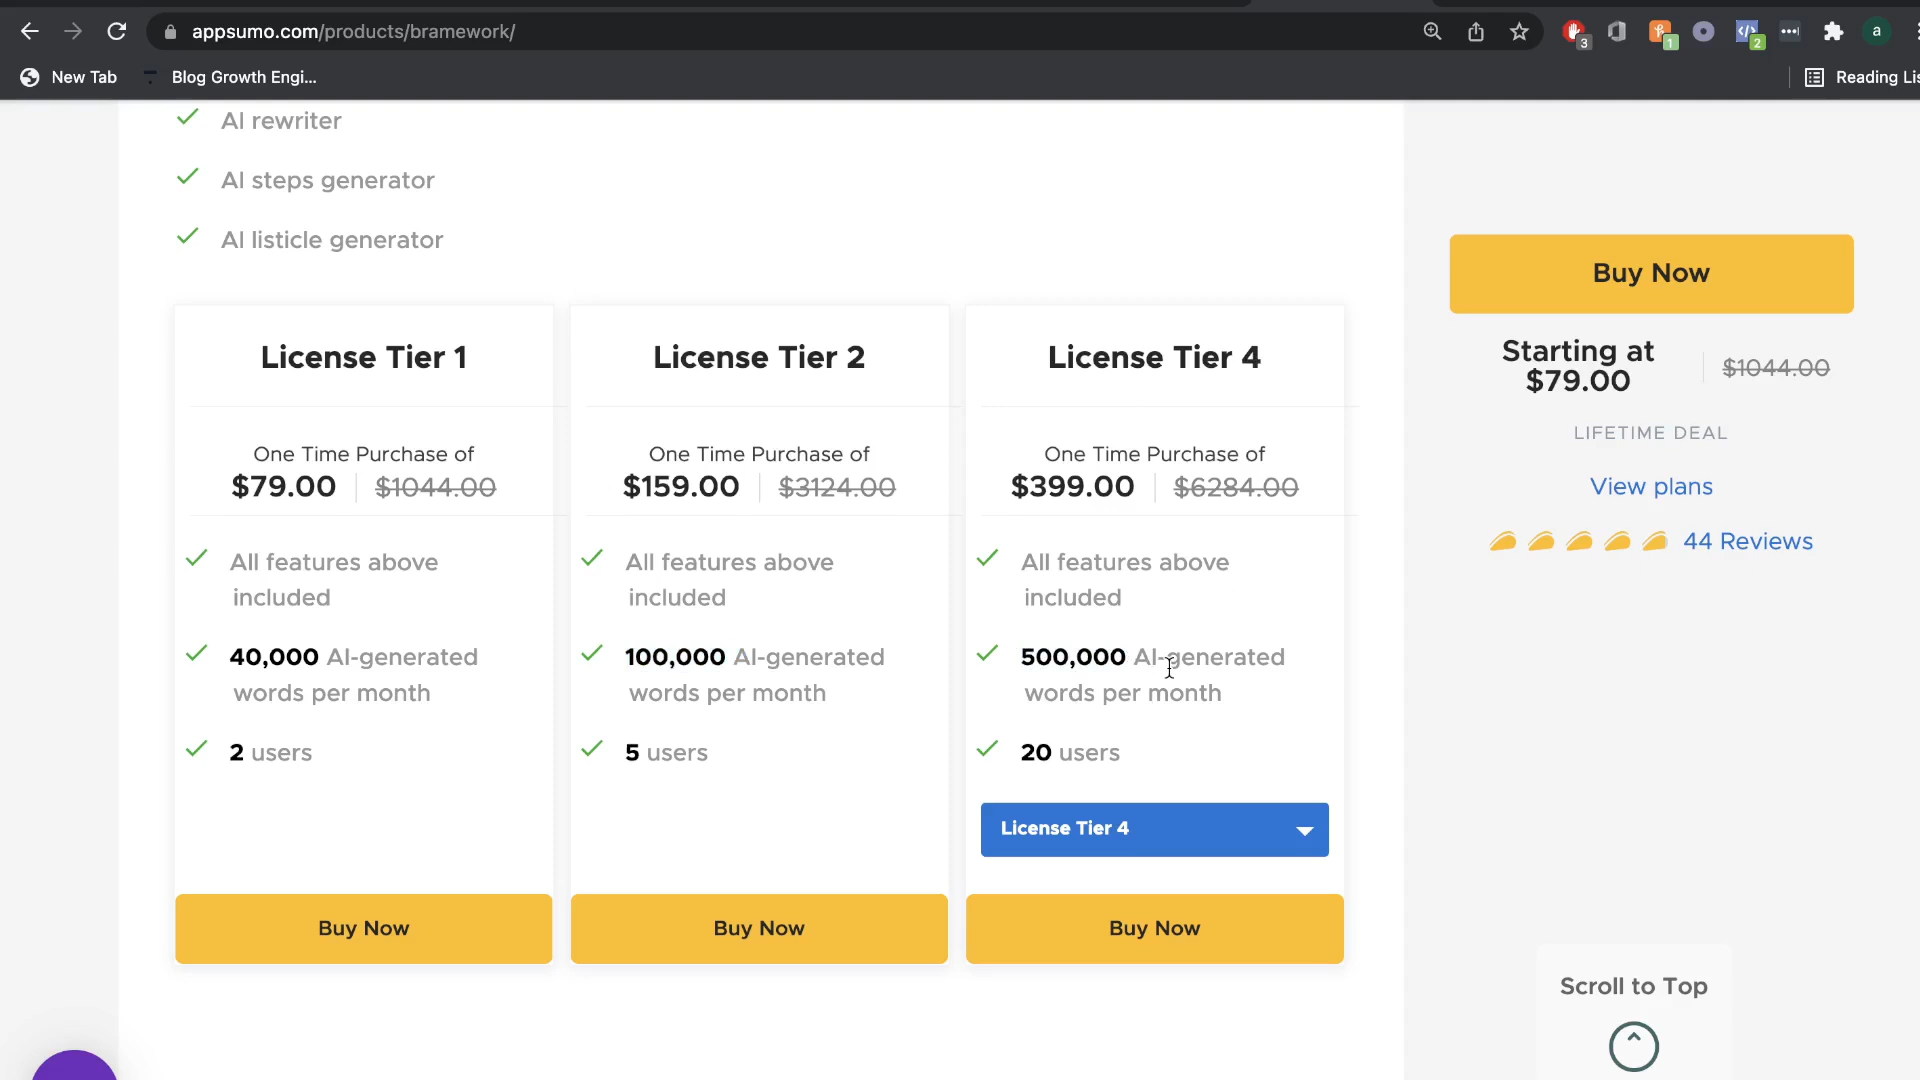 appsumo.com/products/bramework/
3
1
2
a
New Tab
Blog Growth Engi...
Reading Lis
AI rewriter
AI steps generator
AI listicle generator
License Tier 1
One Time Purchase of
$79.00 $1044.00
All features above
included
40,000 AI-generated
words per month
2 users
Buy Now
License Tier 2
One Time Purchase of
$159.00 $3124.00
All features above
included
100,000 AI-generated
words per month
5 users
Buy Now
License Tier 4
One Time Purchase of
$399.00 $6284.00
All features above
included
500,000 AI-generated
words per month
20 users
License Tier 4
Buy Now
Buy Now
Starting at
$79.00
$1044.00
LIFETIME DEAL
View plans
44 Reviews
Scroll to Top